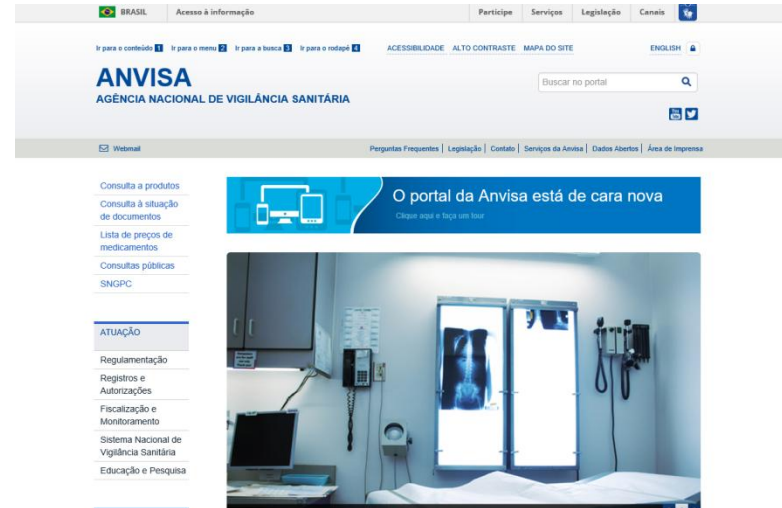 BRASIL Acesso à informação Participe Serviços Legislação Canais
Ir para o conteúdo 1 Ir para o menu 2 Ir para a busca 3 Ir para o rodapé 4 ACESSIBILIDADE ALTO CONTRASTE MAPA DO SITE ENGLISH
ANVISA
AGÊNCIA NACIONAL DE VIGILÂNCIA SANITÁRIA
Buscar no portal
You Tube
Webmail Perguntas Frequentes | Legislação | Contato | Serviços da Anvisa | Dados Abertos | Área de Imprensa
Consulta a produtos
Consulta à situação
de documentos
Lista de preços de
medicamentos
Consultas públicas
SNGPC
O portal da Anvisa está de cara nova
Clique aqui e faça um tour
ATUAÇÃO
Regulamentação
Registros e
Autorizações
Fiscalização e
Monitoramento
Sistema Nacional de
Vigilância Sanitária
Educação e Pesquisa